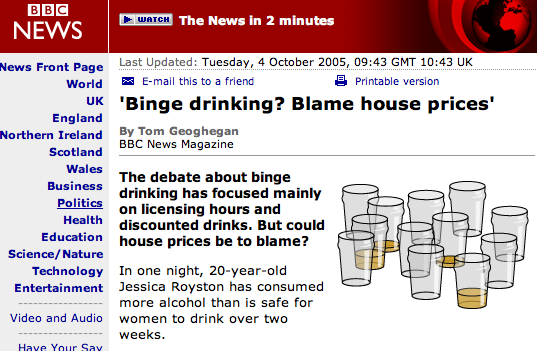 BBC
NEWS
WATCH The News in 2 minutes
News Front Page
World
UK
England
Northern Ireland
Scotland
Wales
Business
Politics
Health
Education
Science/Nature
Technology
Entertainment
Video and Audio
Have Your Say
Last Updated: Tuesday, 4 October 2005, 09:43 GMT 10:43 UK
E-mail this to a friend
Printable version
'Binge drinking? Blame house prices'
By Tom Geoghegan
BBC News Magazine
The debate about binge
drinking has focused mainly
on licensing hours and
discounted drinks. But could
house prices be to blame?
In one night, 20-year-old
Jessica Royston has consumed
more alcohol than is safe for
women to drink over two
weeks.